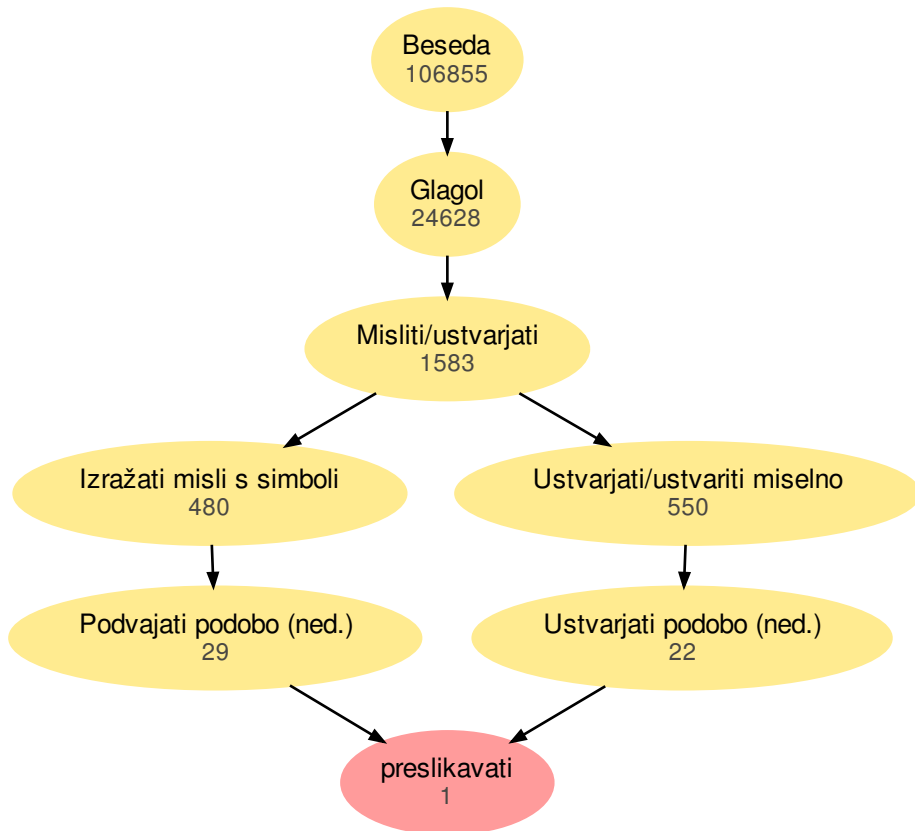 Beseda
106855
Glagol
24628
Misliti/ustvarjati
1583
Izražati misli s simboli
480
Ustvarjati/ustvariti miselno
550
Podvajati podobo (ned.)
29
Ustvarjati podobo (ned.)
22
preslikavati
1